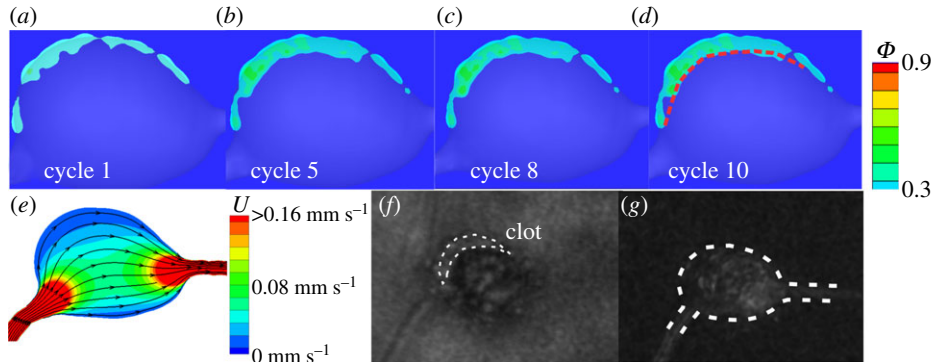 (a)
(b)
(c)
(d)
Φ
0.9
0.3
cycle 1
cycle 5
cycle 8
cycle 10
(e)
U
>0.16 mm s⁻¹
0.08 mm s⁻¹
0 mm s⁻¹
(f)
clot
(g)